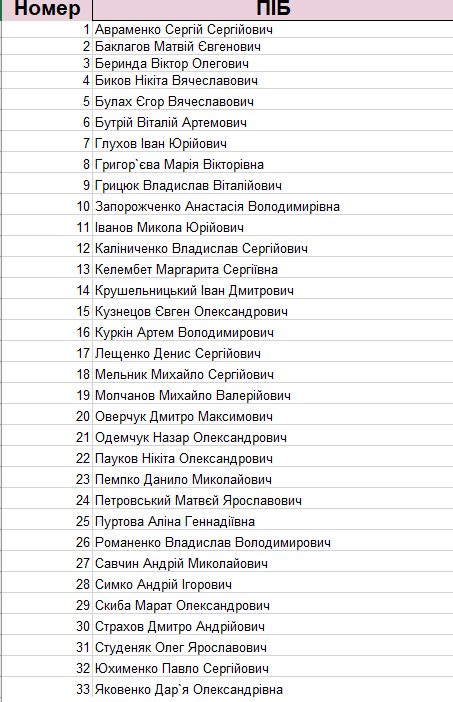 Номер ПІБ
1 Авраменко Сергій Сергійович
2 Баклагов Матвій Євгенович
3 Беринда Віктор Олегович
4 Биков Нікіта Вячеславович
5 Булах Єгор Вячеславович
6 Бутрій Віталій Артемович
7 Глухов Іван Юрійович
8 Григор`єва Марія Вікторівна
9 Грицюк Владислав Віталійович
10 Запорожченко Анастасія Володимирівна
11 Іванов Микола Юрійович
12 Каліниченко Владислав Сергійович
13 Келембет Маргарита Сергіївна
14 Крушельницький Іван Дмитрович
15 Кузнецов Євген Олександрович
16 Куркін Артем Володимирович
17 Лещенко Денис Сергійович
18 Мельник Михайло Сергійович
19 Молчанов Михайло Валерійович
20 Оверчук Дмитро Максимович
21 Одемчук Назар Олександрович
22 Пауков Нікіта Олександрович
23 Пемпко Данило Миколайович
24 Петровський Матвєй Ярославович
25 Пуртова Аліна Геннадіївна
26 Романенко Владислав Володимирович
27 Савчин Андрій Миколайович
28 Симко Андрій Ігорович
29 Скиба Марат Олександрович
30 Страхов Дмитро Андрійович
31 Студеняк Олег Ярославович
32 Юхименко Павло Сергійович
33 Яковенко Дар`я Олександрівна